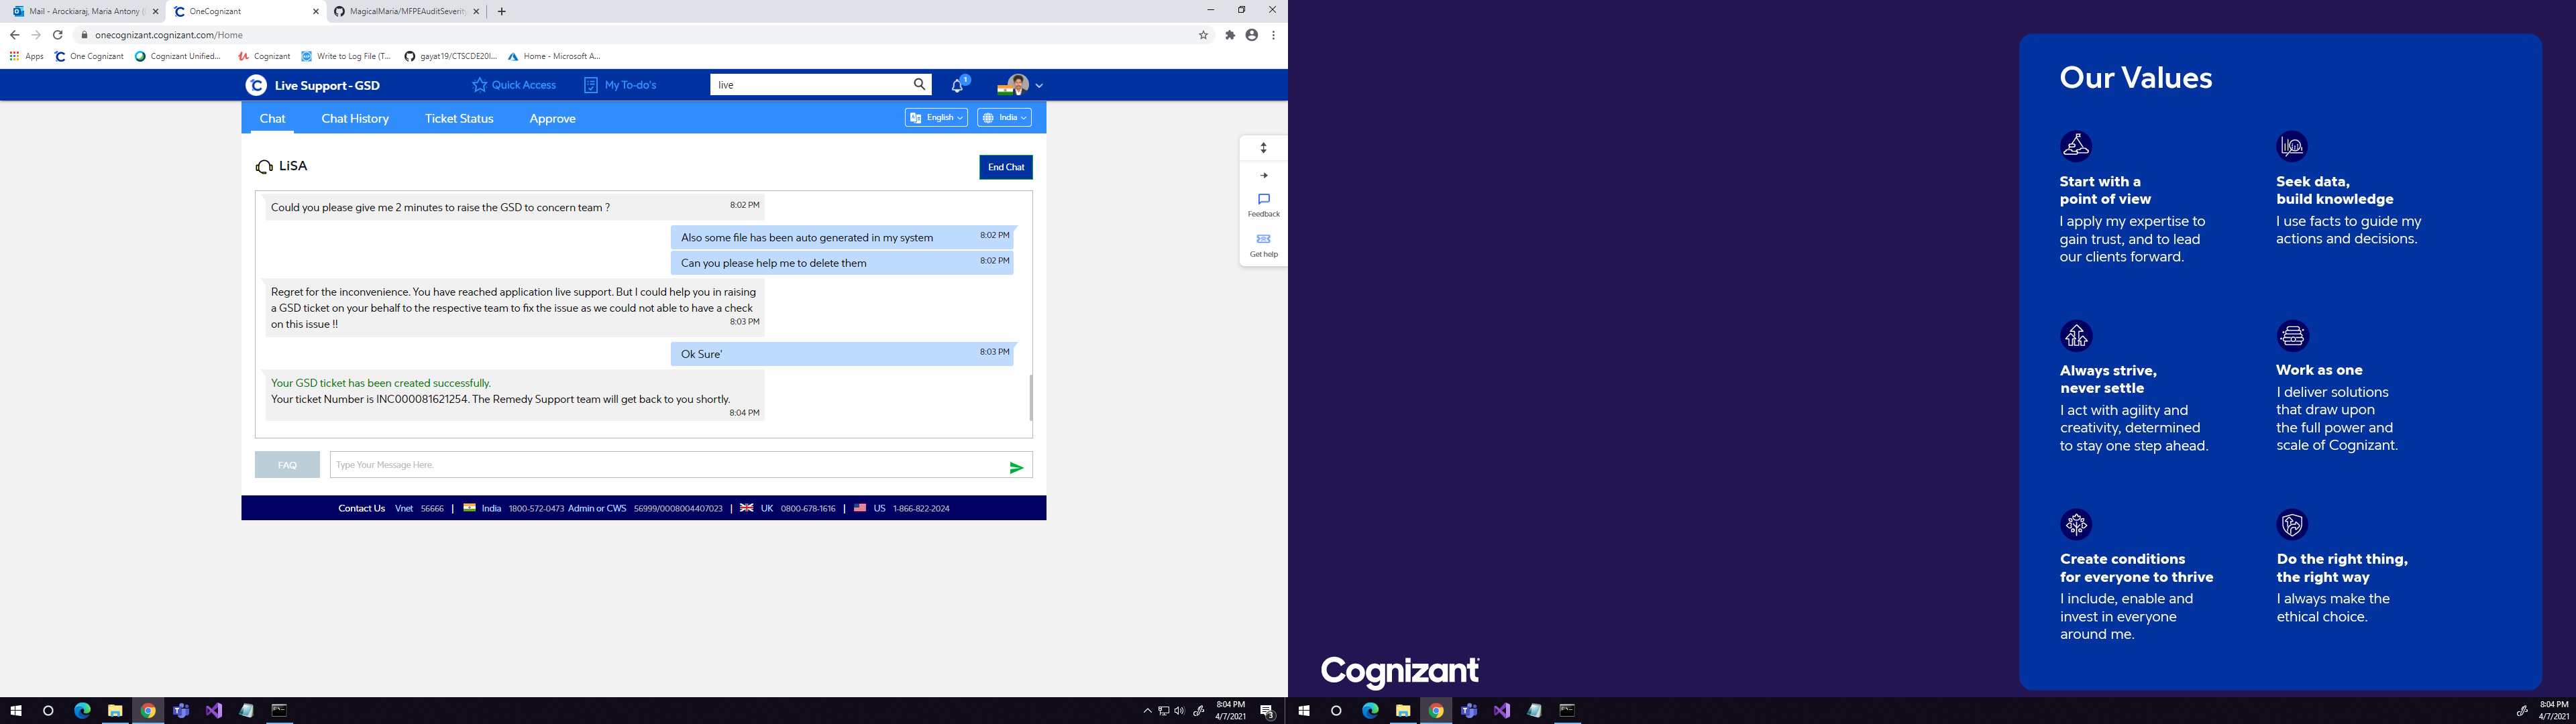 Mail - Arockiaraj, Maria Antony (
OneCognizant
MagicalMaria/MFPEAuditSeverity
onecognizant.cognizant.com/Home
Apps
One Cognizant
Cognizant Unified...
Cognizant
Write to Log File (T...
gayat19/CTSCDE20I...
Home - Microsoft A...
Live Support - GSD
Quick Access
My To-do's
live
1
Chat
Chat History
Ticket Status
Approve
English
India
LiSA
End Chat
Could you please give me 2 minutes to raise the GSD to concern team ?
8:02 PM
Also some file has been auto generated in my system
8:02 PM
Can you please help me to delete them
8:02 PM
Regret for the inconvenience. You have reached application live support. But I could help you in raising
a GSD ticket on your behalf to the respective team to fix the issue as we could not able to have a check
on this issue !!
8:03 PM
Ok Sure'
8:03 PM
Your GSD ticket has been created successfully.
Your ticket Number is INC000081621254. The Remedy Support team will get back to you shortly.
8:04 PM
FAQ
Type Your Message Here.
Contact Us Vnet 56666 | India 1800-572-0473 Admin or CWS 56999/0008004407023 | UK 0800-678-1616 | US 1-866-822-2024
Feedback
Get help
8:04 PM
4/7/2021
3
Our Values
Start with a
point of view
I apply my expertise to
gain trust, and to lead
our clients forward.
Seek data,
build knowledge
I use facts to guide my
actions and decisions.
Always strive,
never settle
I act with agility and
creativity, determined
to stay one step ahead.
Work as one
I deliver solutions
that draw upon
the full power and
scale of Cognizant.
Create conditions
for everyone to thrive
I include, enable and
invest in everyone
around me.
Do the right thing,
the right way
I always make the
ethical choice.
Cognizant
8:04 PM
4/7/2021